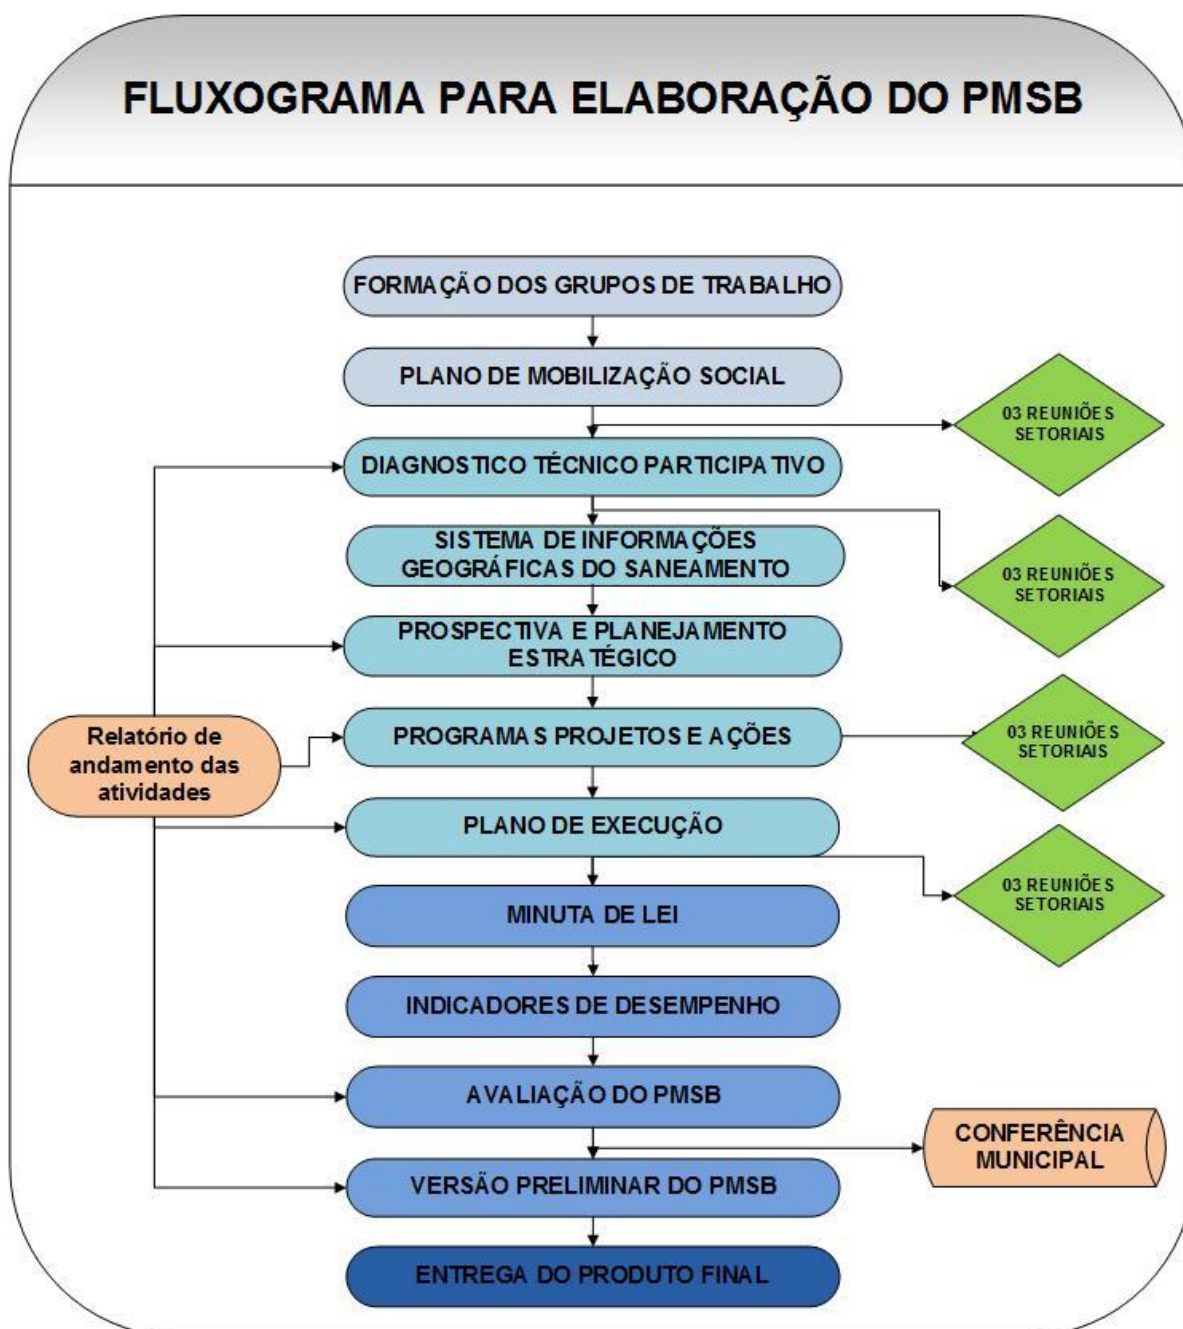 FLUXOGRAMA PARA ELABORAÇÃO DO PMSB
FORMAÇÃO DOS GRUPOS DE TRABALHO
PLANO DE MOBILIZAÇÃO SOCIAL
03 REUNIÕES
SETORIAIS
DIAGNOSTICO TÉCNICO PARTICIPATIVO
SISTEMA DE INFORMAÇÕES
GEOGRÁFICAS DO SANEAMENTO
03 REUNIÕES
SETORIAIS
PROSPECTIVA E PLANEJAMENTO
ESTRATÉGICO
Relatório de
andamento das
atividades
PROGRAMAS PROJETOS E AÇÕES
03 REUNIÕES
SETORIAIS
PLANO DE EXECUÇÃO
03 REUNIÕES
SETORIAIS
MINUTA DE LEI
INDICADORES DE DESEMPENHO
AVALIAÇÃO DO PMSB
CONFERÊNCIA
MUNICIPAL
VERSÃO PRELIMINAR DO PMSB
ENTREGA DO PRODUTO FINAL